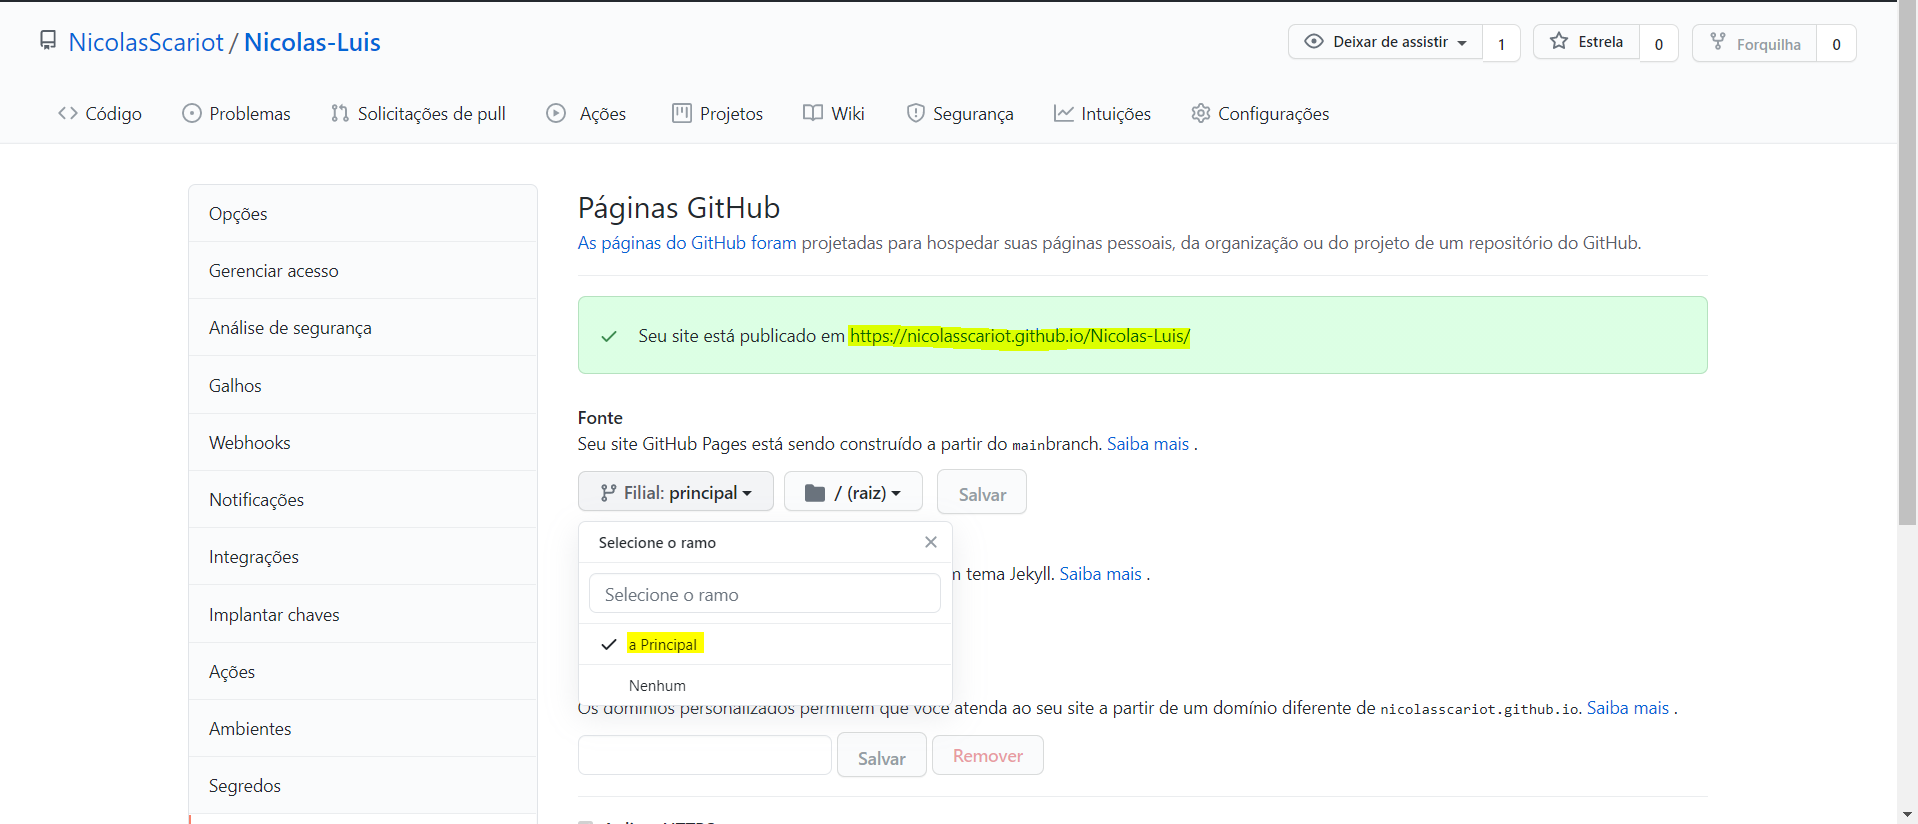 NicolasScariot / Nicolas-Luis
Deixar de assistir 1
Estrela 0
Forquilha 0
Código Problemas Solicitações de pull Ações Projetos Wiki Segurança Intuições Configurações
Opções
Gerenciar acesso
Análise de segurança
Galhos
Webhooks
Notificações
Integrações
Implantar chaves
Ações
Ambientes
Segredos
Páginas GitHub
As páginas do GitHub foram projetadas para hospedar suas páginas pessoais, da organização ou do projeto de um repositório do GitHub.
Seu site está publicado em https://nicolasscariot.github.io/Nicolas-Luis/
Fonte
Seu site GitHub Pages está sendo construído a partir do mainbranch. Saiba mais .
Filial: principal / (raiz) Salvar
Selecione o ramo
Selecione o ramo
tema Jekyll. Saiba mais .
a Principal
Nenhum
Os domínios personalizados permitem que você atenda ao seu site a partir de um domínio diferente de nicolasscariot.github.io. Saiba mais .
Salvar Remover